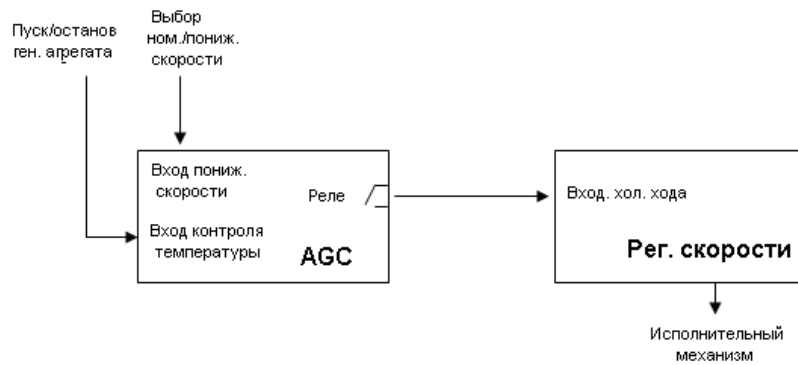 Пуск/останов
ген. агрегата
Выбор
ном./пониж.
скорости
Вход пониж.
скорости
Реле
Вход контроля
температуры
AGC
Вход. хол. хода
Рег. скорости
Исполнительный
механизм